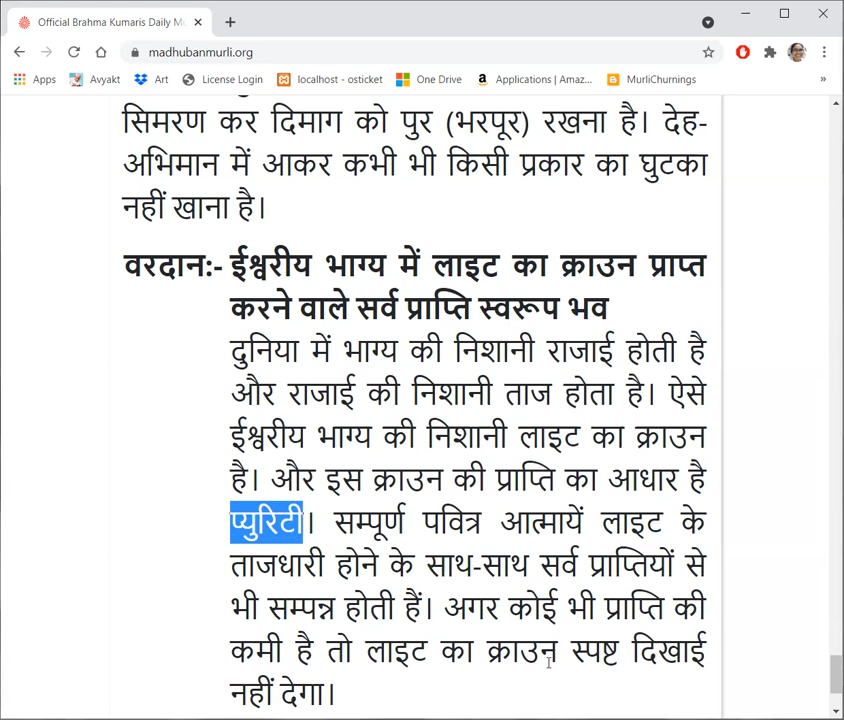 Official Brahma Kumaris Daily Mu
madhubanmurli.org
Apps Avyakt Art License Login localhost - osticket One Drive Applications | Amaz... MurliChurnings »
सिमरण कर दिमाग को पुर (भरपूर) रखना है। देह-
अभिमान में आकर कभी भी किसी प्रकार का घुटका
नहीं खाना है।
वरदान:- ईश्वरीय भाग्य में लाइट का क्राउन प्राप्त
करने वाले सर्व प्राप्ति स्वरूप भव
दुनिया में भाग्य की निशानी राजाई होती है
और राजाई की निशानी ताज होता है। ऐसे
ईश्वरीय भाग्य की निशानी लाइट का क्राउन
है। और इस क्राउन की प्राप्ति का आधार है
प्युरिटी। सम्पूर्ण पवित्र आत्मायें लाइट के
ताजधारी होने के साथ-साथ सर्व प्राप्तियों से
भी सम्पन्न होती हैं। अगर कोई भी प्राप्ति की
कमी है तो लाइट का क्राउन स्पष्ट दिखाई
नहीं देगा।